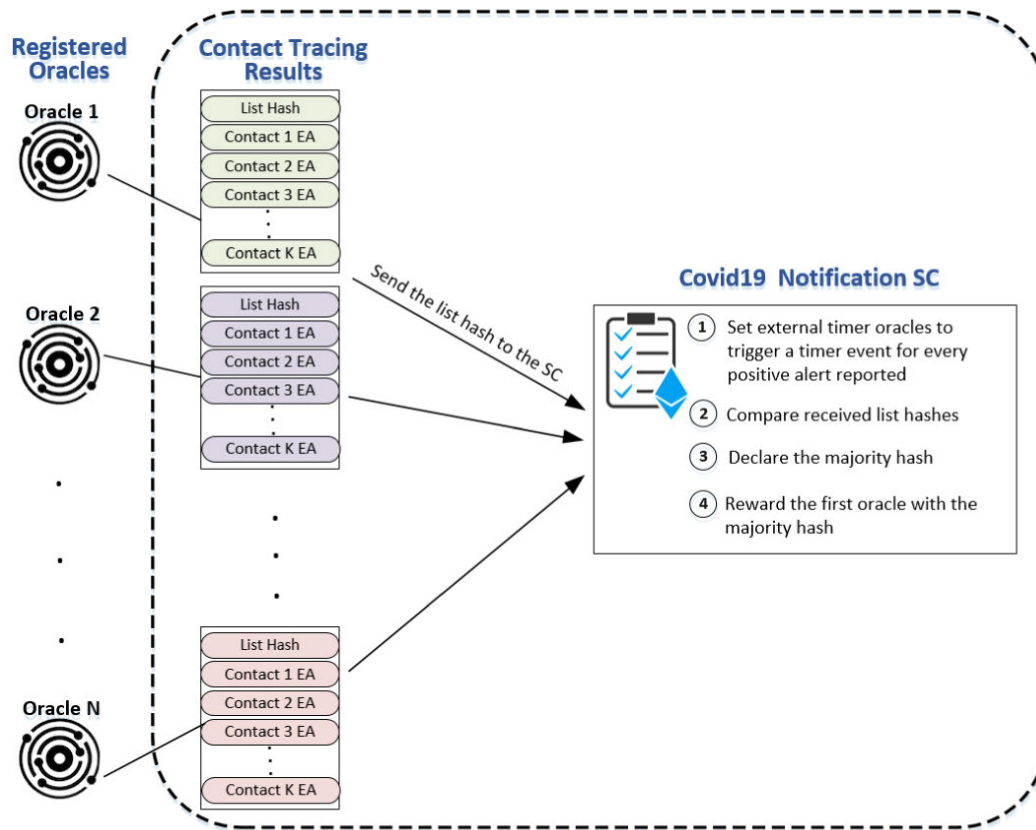 Registered
Oracles
Oracle 1
Oracle 2
Oracle N
Contact Tracing
Results
List Hash
Contact 1 EA
Contact 2 EA
Contact 3 EA
Contact K EA
List Hash
Contact 1 EA
Contact 2 EA
Contact 3 EA
Contact K EA
List Hash
Contact 1 EA
Contact 2 EA
Contact 3 EA
Contact K EA
Send the list hash to the SC
Covid19 Notification SC
1 Set external timer oracles to
trigger a timer event for every
positive alert reported
2 Compare received list hashes
3 Declare the majority hash
4 Reward the first oracle with the
majority hash